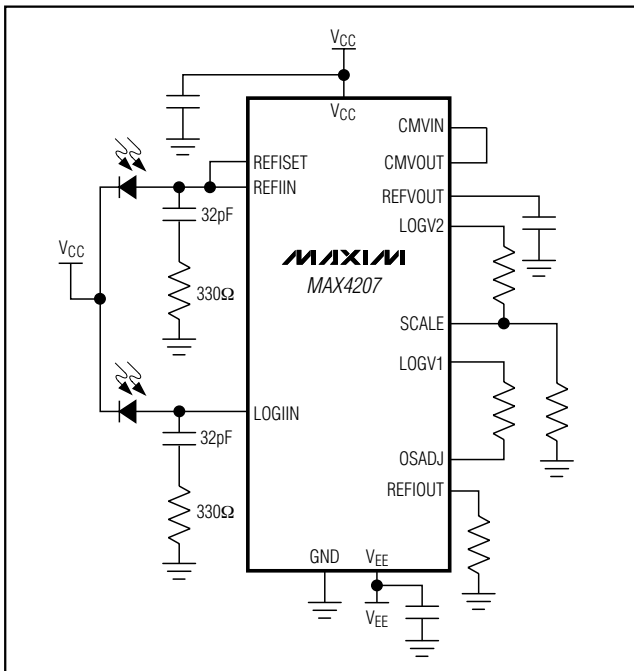 VCC
VCC
CMVIN
CMVOUT
REFISET
REFIIN
REFVOUT
32pF
LOGV2
VCC
MAXIM
MAX4207
330Ω
SCALE
LOGV1
LOGIIN
32pF
OSADJ
REFIOUT
330Ω
GND
VEE
VEE